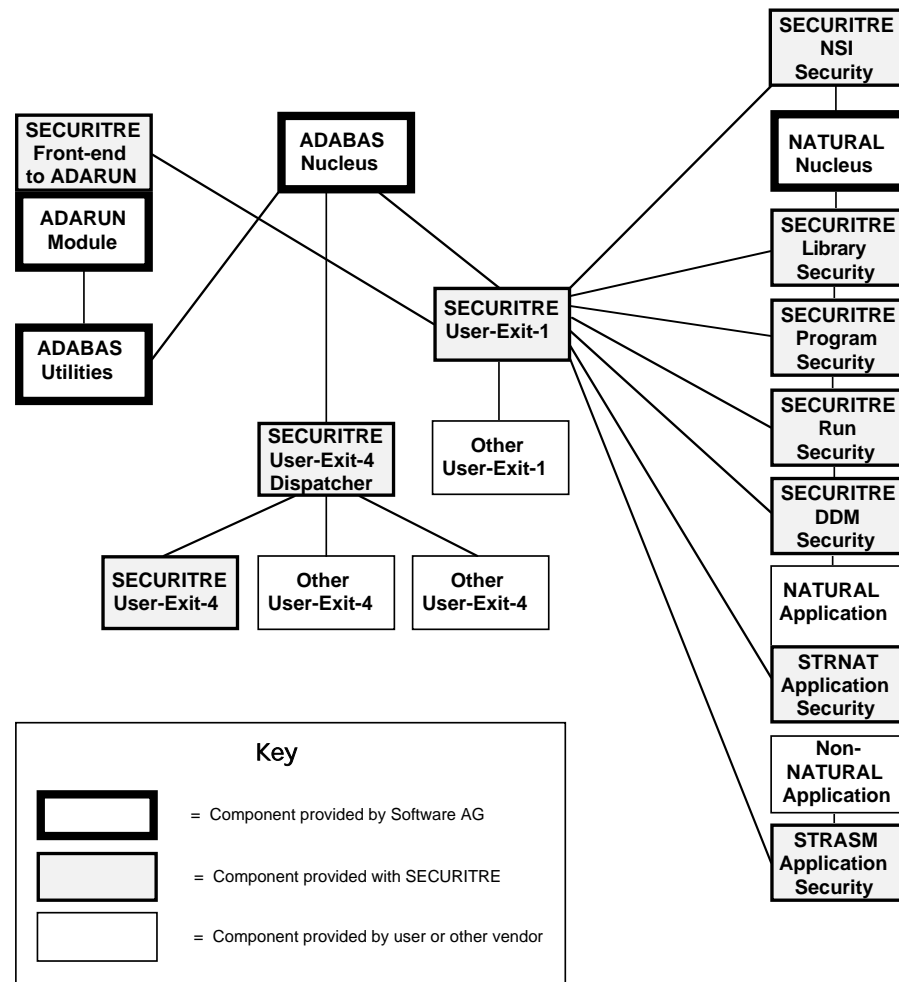 SECURITRE
NSI
Security
SECURITRE
Front-end
to ADARUN
ADABAS
Nucleus
NATURAL
Nucleus
ADARUN
Module
SECURITRE
Library
Security
SECURITRE
User-Exit-1
ADABAS
Utilities
SECURITRE
Program
Security
SECURITRE
Run
Security
SECURITRE
User-Exit-4
Dispatcher
Other
User-Exit-1
SECURITRE
DDM
Security
SECURITRE
User-Exit-4
Other
User-Exit-4
Other
User-Exit-4
NATURAL
Application
STRNAT
Application
Security
Non-
NATURAL
Application
STRASM
Application
Security
Key
= Component provided by Software AG
= Component provided with SECURITRE
= Component provided by user or other vendor